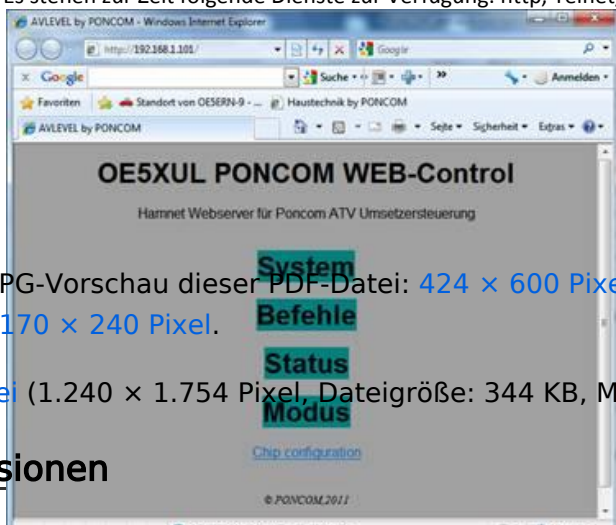 Es stehen zur Zeit folgende Dienste zur Verfügung: http, Telnet
AVLEVEL by PONCOM - Windows Internet Explorer
http://192.168.1.101/
Google
Google Suche Anmelden
Favoriten Standort von OE5ERN-9 - ... Haustechnik by PONCOM
AVLEVEL by PONCOM Seite Sicherheit Extras
OE5XUL PONCOM WEB-Control
Hamnet Webserver für Poncom ATV Umsetzersteuerung
System
PG-Vorschau dieser PDF-Datei: 424 × 600 Pixe
Befehle
170 × 240 Pixel.
Status
ei (1.240 × 1.754 Pixel, Dateigröße: 344 KB, M
Modus
Chip configuration
sionen
© PONCOM,2011